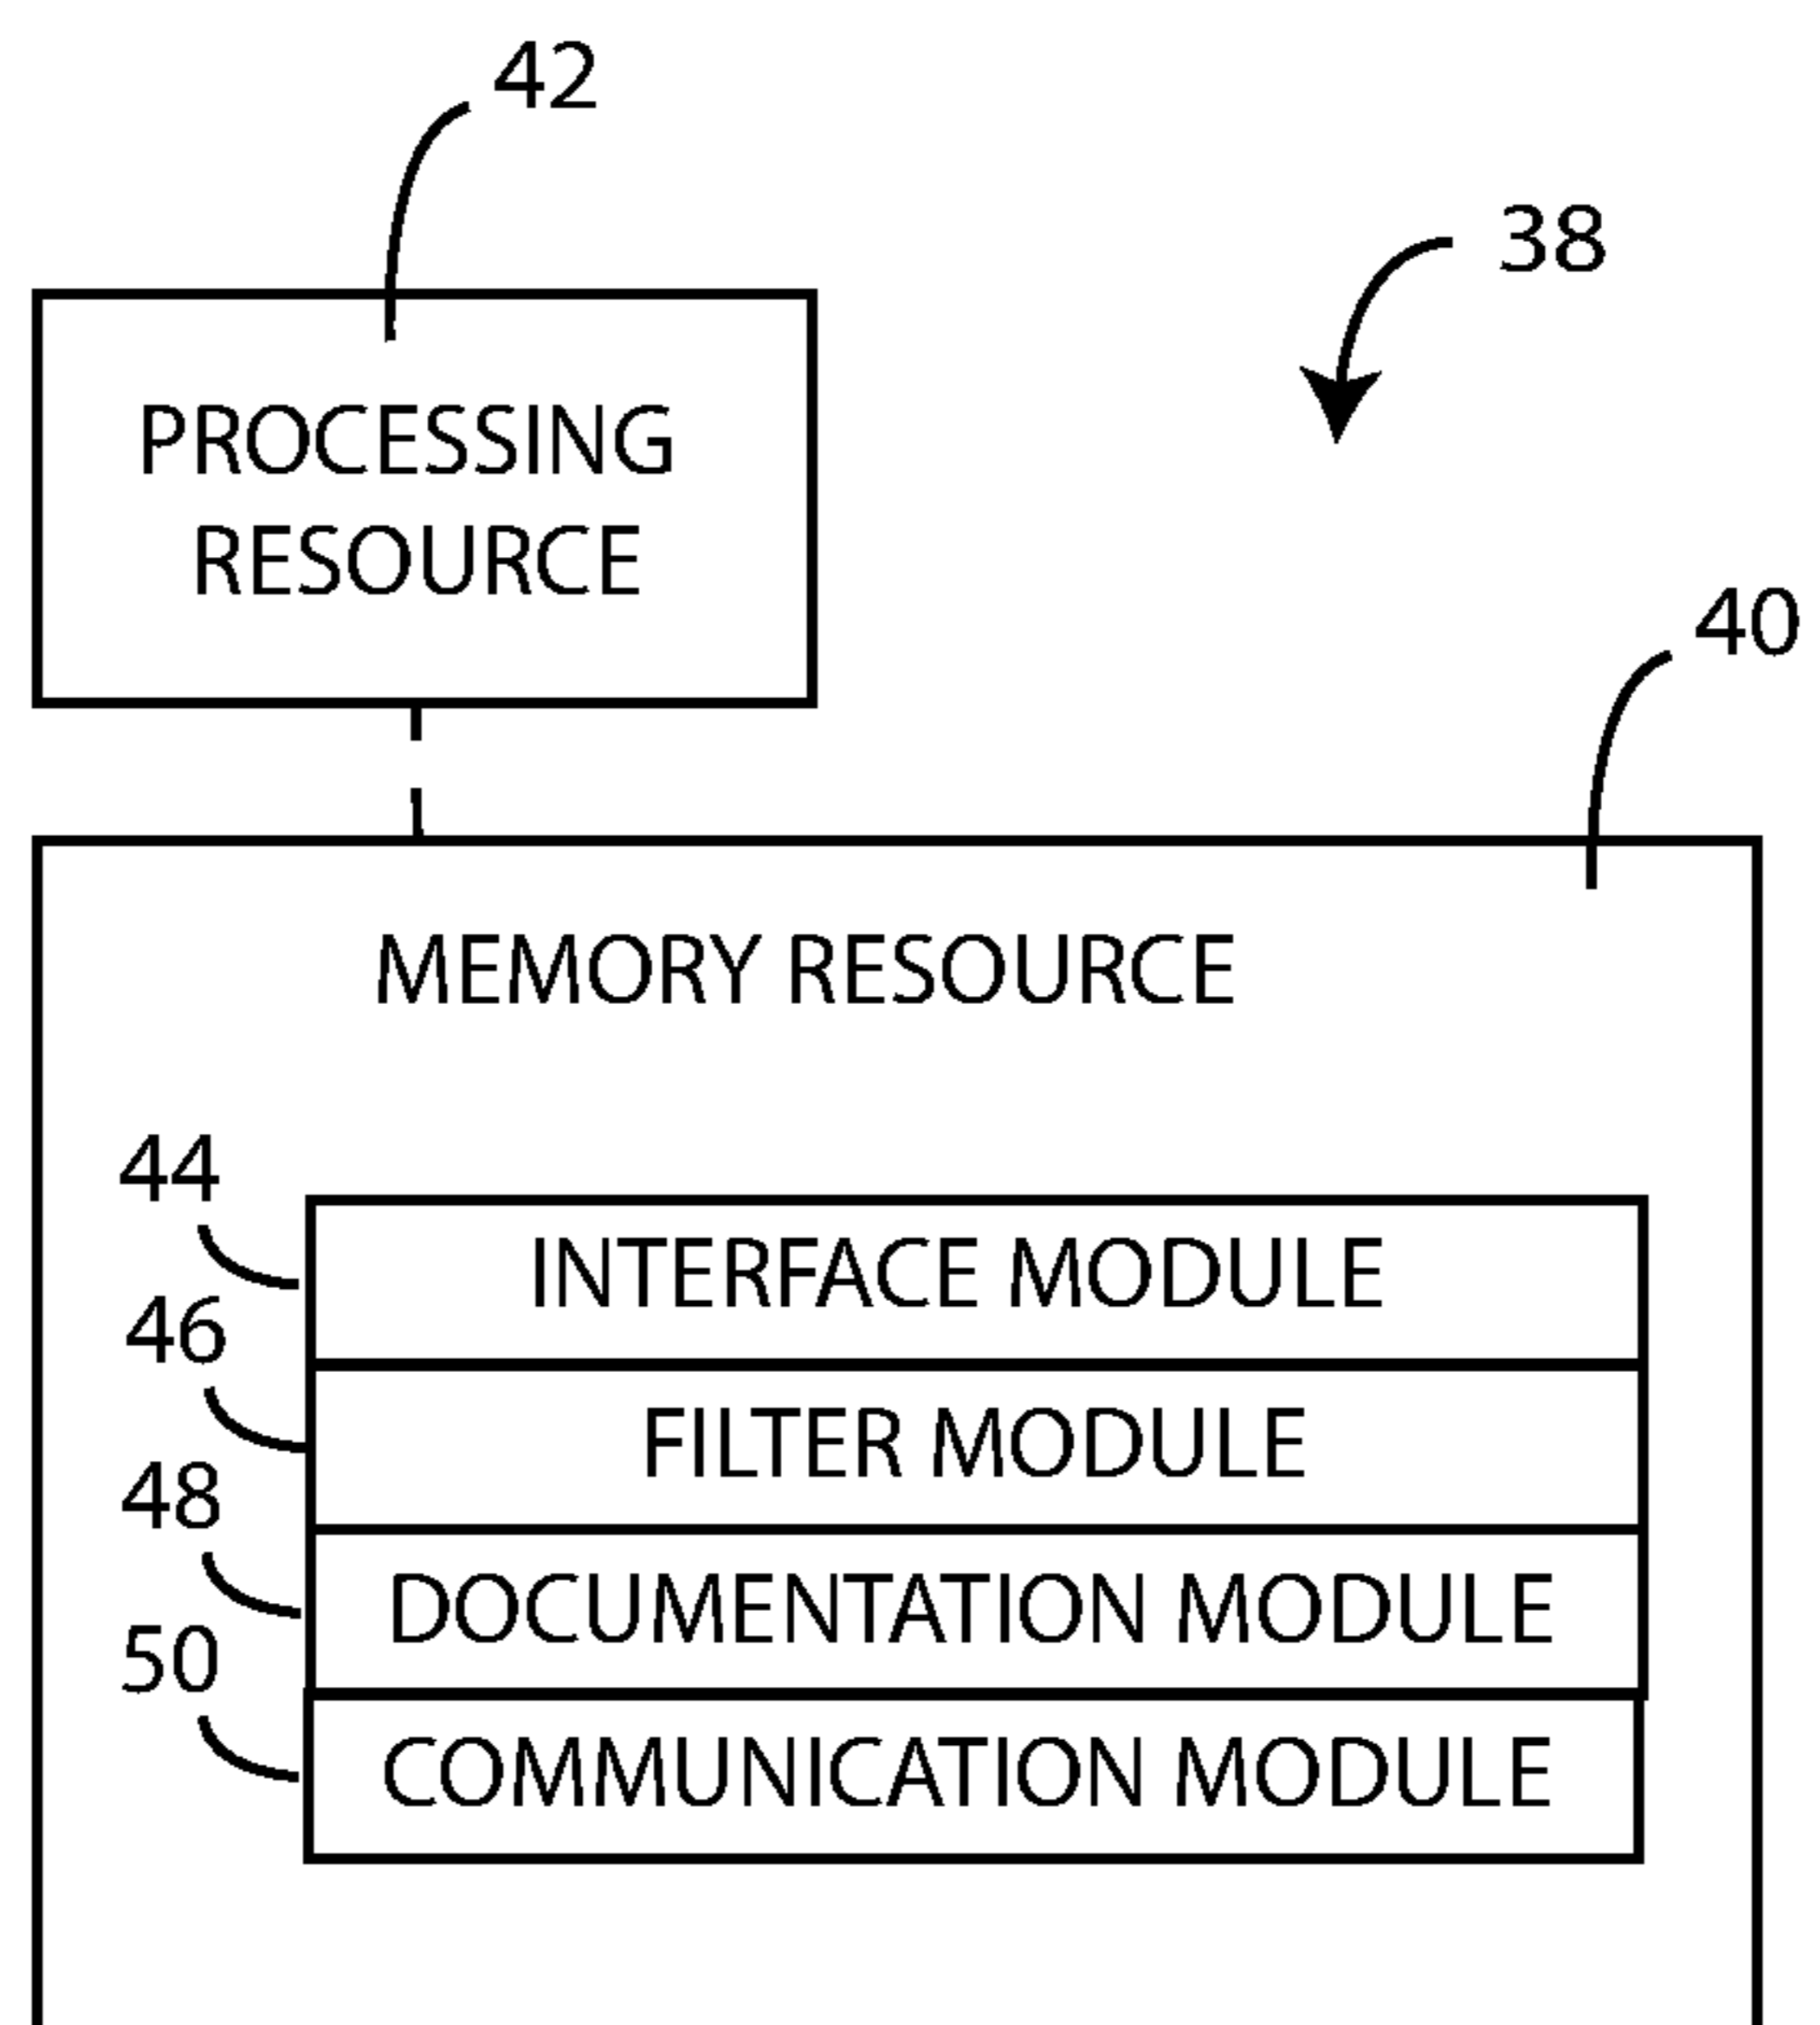 42
38
PROCESSING
RESOURCE
40
MEMORY RESOURCE
44
INTERFACE MODULE
46
FILTER MODULE
48
DOCUMENTATION MODULE
50
COMMUNICATION MODULE